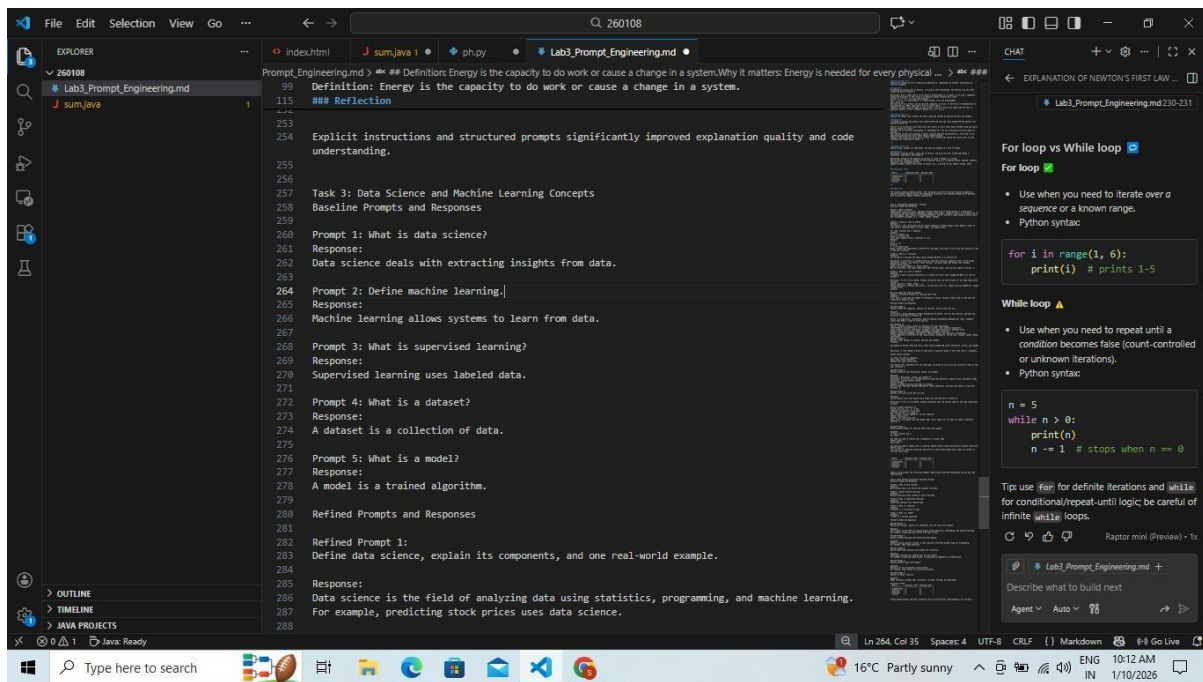 File Edit Selection View Go ...
260108
EXPLORER
260108
Lab3_Prompt_Engineering.md
J sum.java 1
OUTLINE
TIMELINE
JAVA PROJECTS
index.html
J sum.java 1
ph.py
Lab3_Prompt_Engineering.md
Prompt_Engineering.md > ## Definition: Energy is the capacity to do work or cause a change in a system.Why it matters: Energy is needed for every physical ... > ###
99 Definition: Energy is the capacity to do work or cause a change in a system.
115 ### Reflection
253
254 Explicit instructions and structured prompts significantly improved explanation quality and code
understanding.
255
256
257 Task 3: Data Science and Machine Learning Concepts
258 Baseline Prompts and Responses
259
260 Prompt 1: What is data science?
261 Response:
262 Data science deals with extracting insights from data.
263
264 Prompt 2: Define machine learning.
265 Response:
266 Machine learning allows systems to learn from data.
267
268 Prompt 3: What is supervised learning?
269 Response:
270 Supervised learning uses labeled data.
271
272 Prompt 4: What is a dataset?
273 Response:
274 A dataset is a collection of data.
275
276 Prompt 5: What is a model?
277 Response:
278 A model is a trained algorithm.
279
280 Refined Prompts and Responses
281
282 Refined Prompt 1:
283 Define data science, explain its components, and one real-world example.
284
285 Response:
286 Data science is the field of analyzing data using statistics, programming, and machine learning.
287 For example, predicting stock prices uses data science.
288
CHAT
EXPLANATION OF NEWTON'S FIRST LAW ...
Lab3_Prompt_Engineering.md:230-231
For loop vs While loop
For loop
• Use when you need to iterate over a
sequence or a known range.
• Python syntax:
for i in range(1, 6):
print(i) # prints 1-5
While loop
• Use when you need to repeat until a
condition becomes false (count-controlled
or unknown iterations).
• Python syntax:
n = 5
while n > 0:
print(n)
n -= 1 # stops when n == 0
Tip: use for for definite iterations and while
for conditional/repeat-until logic; be careful of
infinite while loops.
Raptor mini (Preview) • 1x
Lab3_Prompt_Engineering.md
Describe what to build next
Agent Auto
0 1 Java: Ready
Ln 264, Col 35 Spaces: 4 UTF-8 CRLF {} Markdown Go Live
Type here to search
16°C Partly sunny
ENG
IN
10:12 AM
1/10/2026